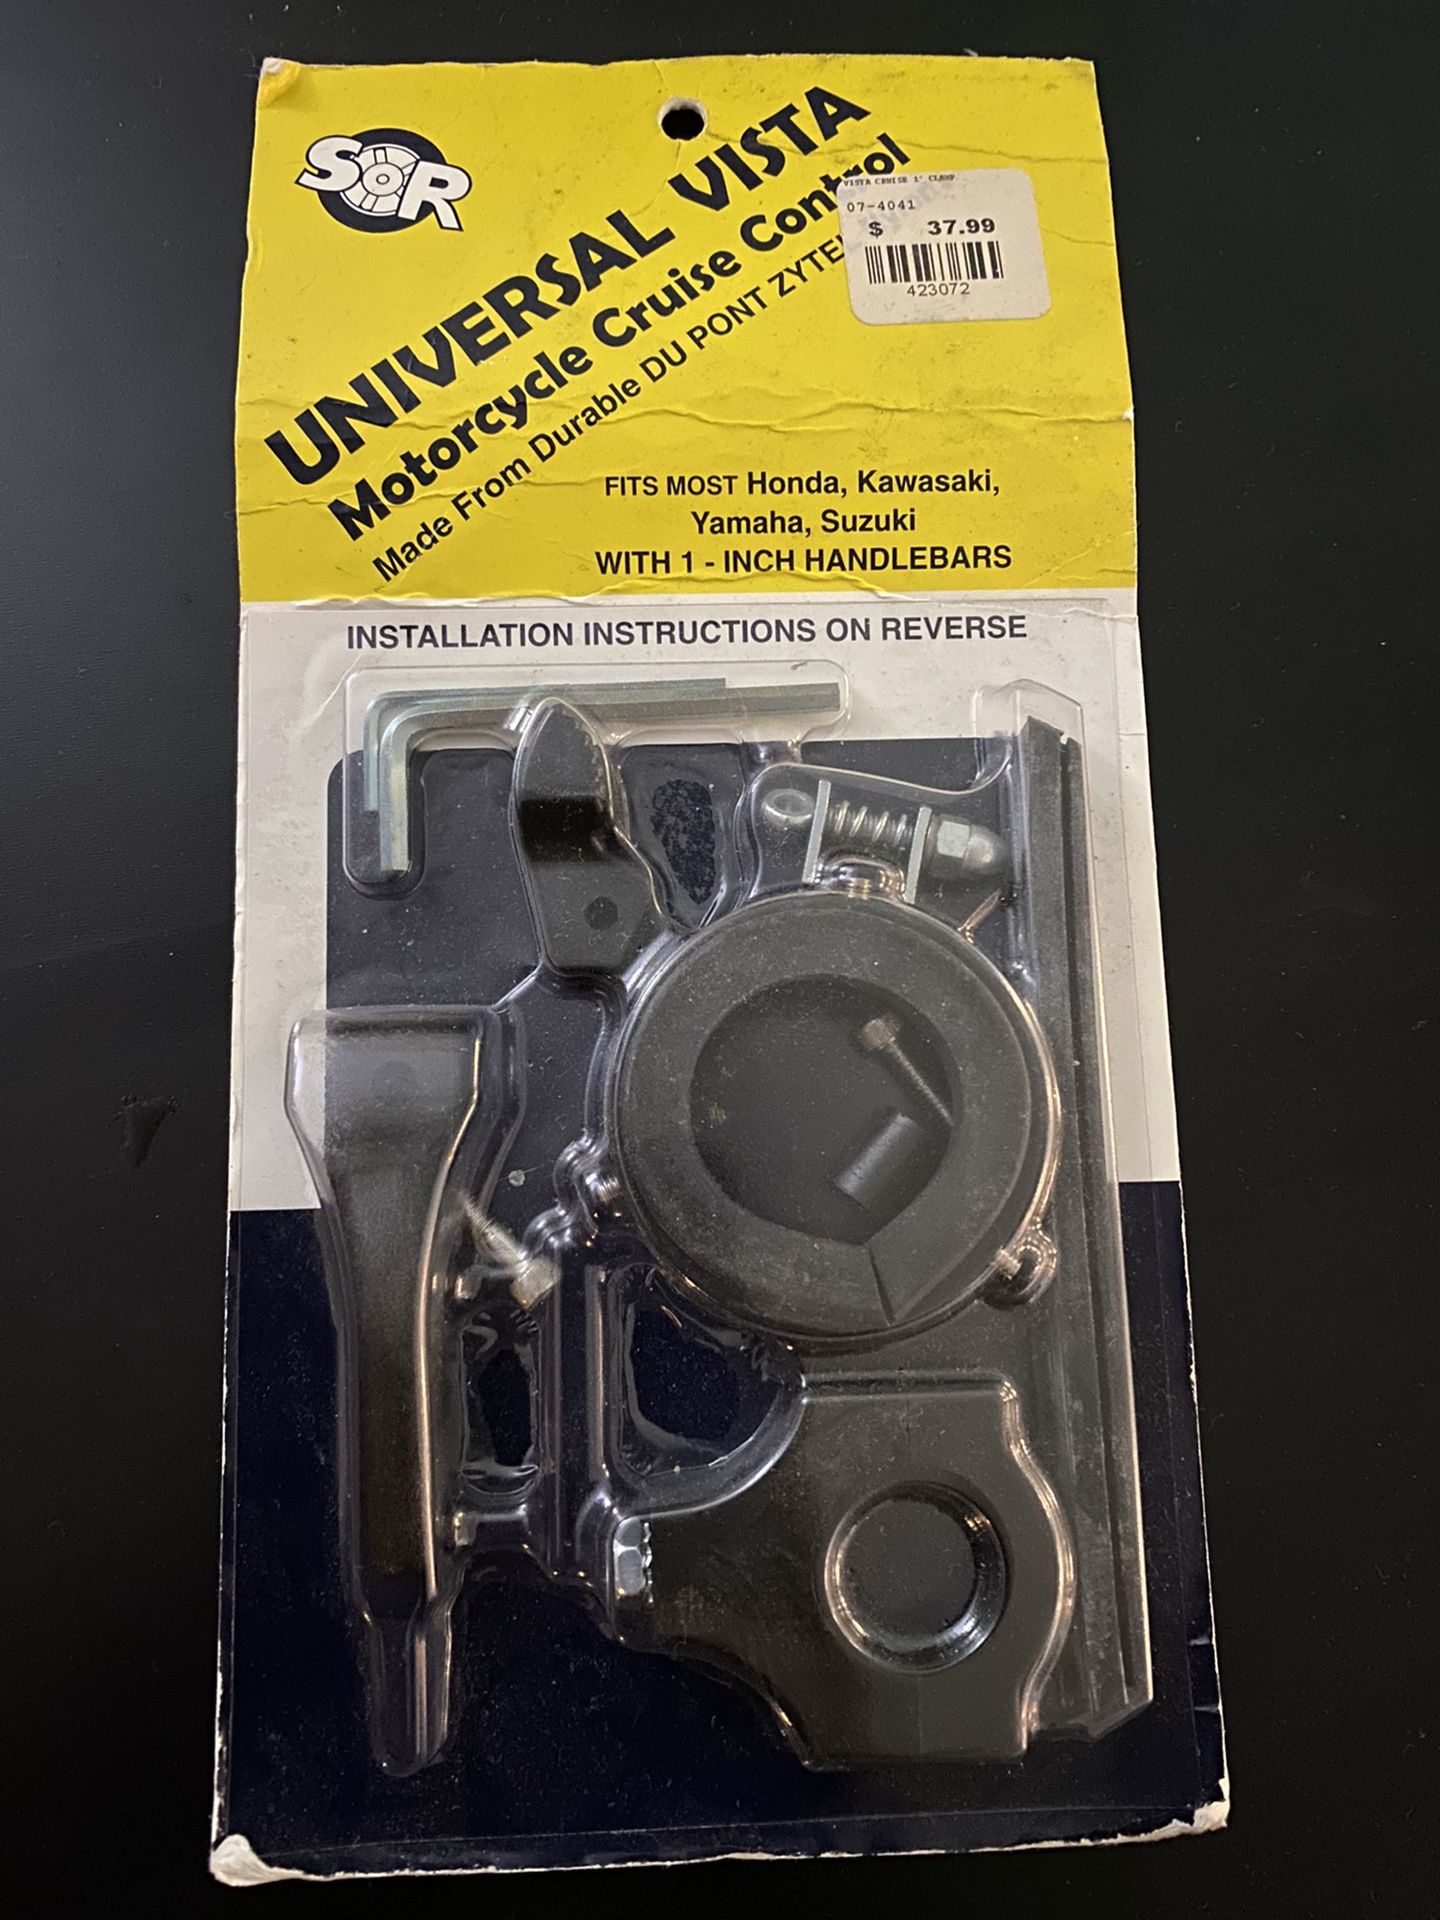 SR
UNIVERSAL VISTA
Motorcycle Cruise Control
Made From Durable DU PONT
VISTA CRUISE 1" CLAMP
07-4041
$ 37.99
423072
FITS MOST Honda, Kawasaki,
Yamaha, Suzuki
WITH 1 - INCH HANDLEBARS
INSTALLATION INSTRUCTIONS ON REVERSE